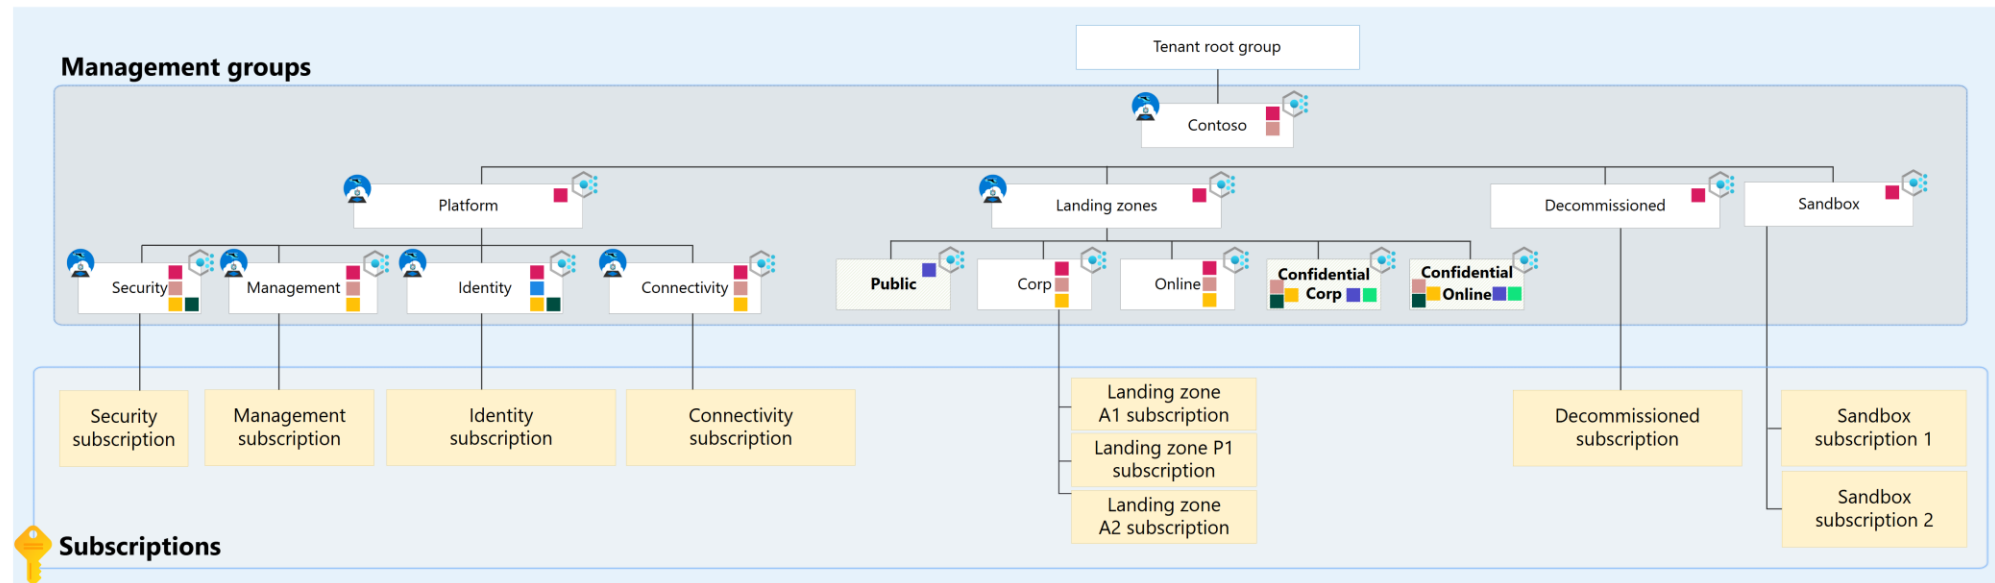 Tenant root group
Management groups
Contoso
Platform
Landing zones
Decommissioned
Sandbox
Security
Management
Identity
Connectivity
Public
Corp
Online
Confidential
Corp
Confidential
Online
Security
subscription
Management
subscription
Identity
subscription
Connectivity
subscription
Landing zone
A1 subscription
Landing zone P1
subscription
Landing zone
A2 subscription
Decommissioned
subscription
Sandbox
subscription 1
Sandbox
subscription 2
Subscriptions